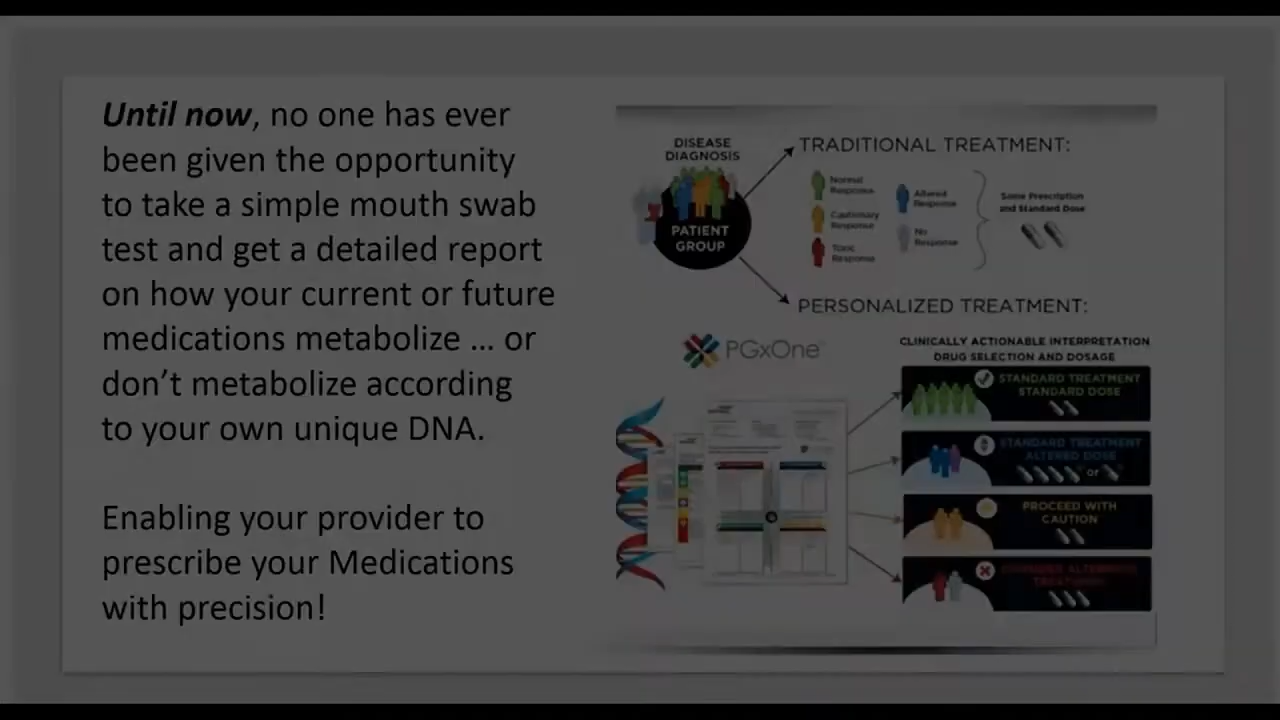 Until now, no one has ever
been given the opportunity
to take a simple mouth swab
test and get a detailed report
on how your current or future
medications metabolize ... or
don't metabolize according
to your own unique DNA.
Enabling your provider to
prescribe your Medications
with precision!
DISEASE
DIAGNOSIS
PATIENT
GROUP
TRADITIONAL TREATMENT:
Normal
Response
Cautionary
Response
Toxic
Response
Altered
Response
No
Response
Same Prescription
and Standard Dose
PERSONALIZED TREATMENT:
PGxOne
CLINICALLY ACTIONABLE INTERPRETATION
DRUG SELECTION AND DOSAGE
STANDARD TREATMENT
STANDARD DOSE
STANDARD TREATMENT
ALTERED DOSE
or
PROCEED WITH
CAUTION